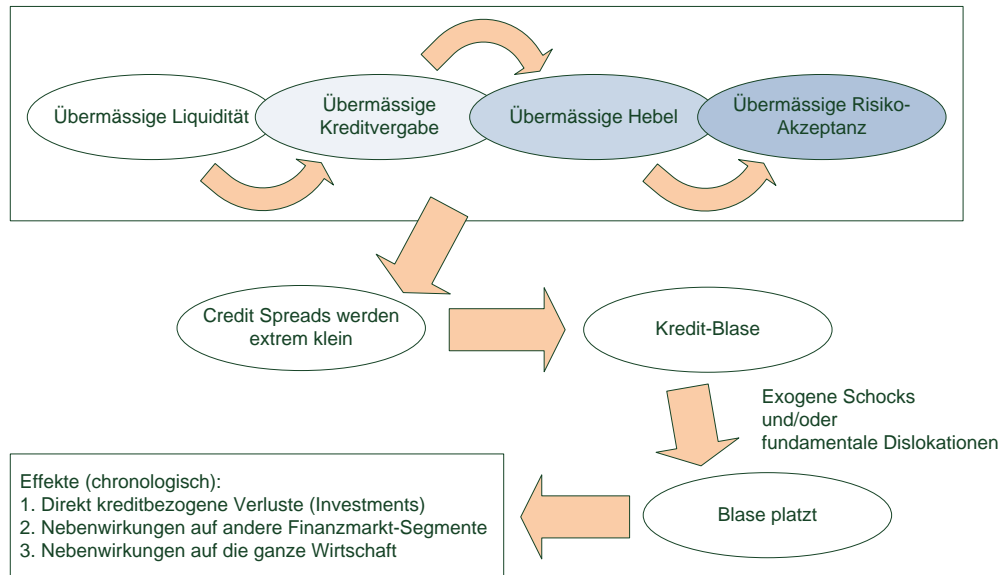 Übermässige Liquidität
Übermässige
Kreditvergabe
Übermässige Hebel
Übermässige Risiko-
Akzeptanz
Credit Spreads werden
extrem klein
Kredit-Blase
Exogene Schocks
und/oder
fundamentale Dislokationen
Blase platzt
Effekte (chronologisch):
1. Direkt kreditbezogene Verluste (Investments)
2. Nebenwirkungen auf andere Finanzmarkt-Segmente
3. Nebenwirkungen auf die ganze Wirtschaft